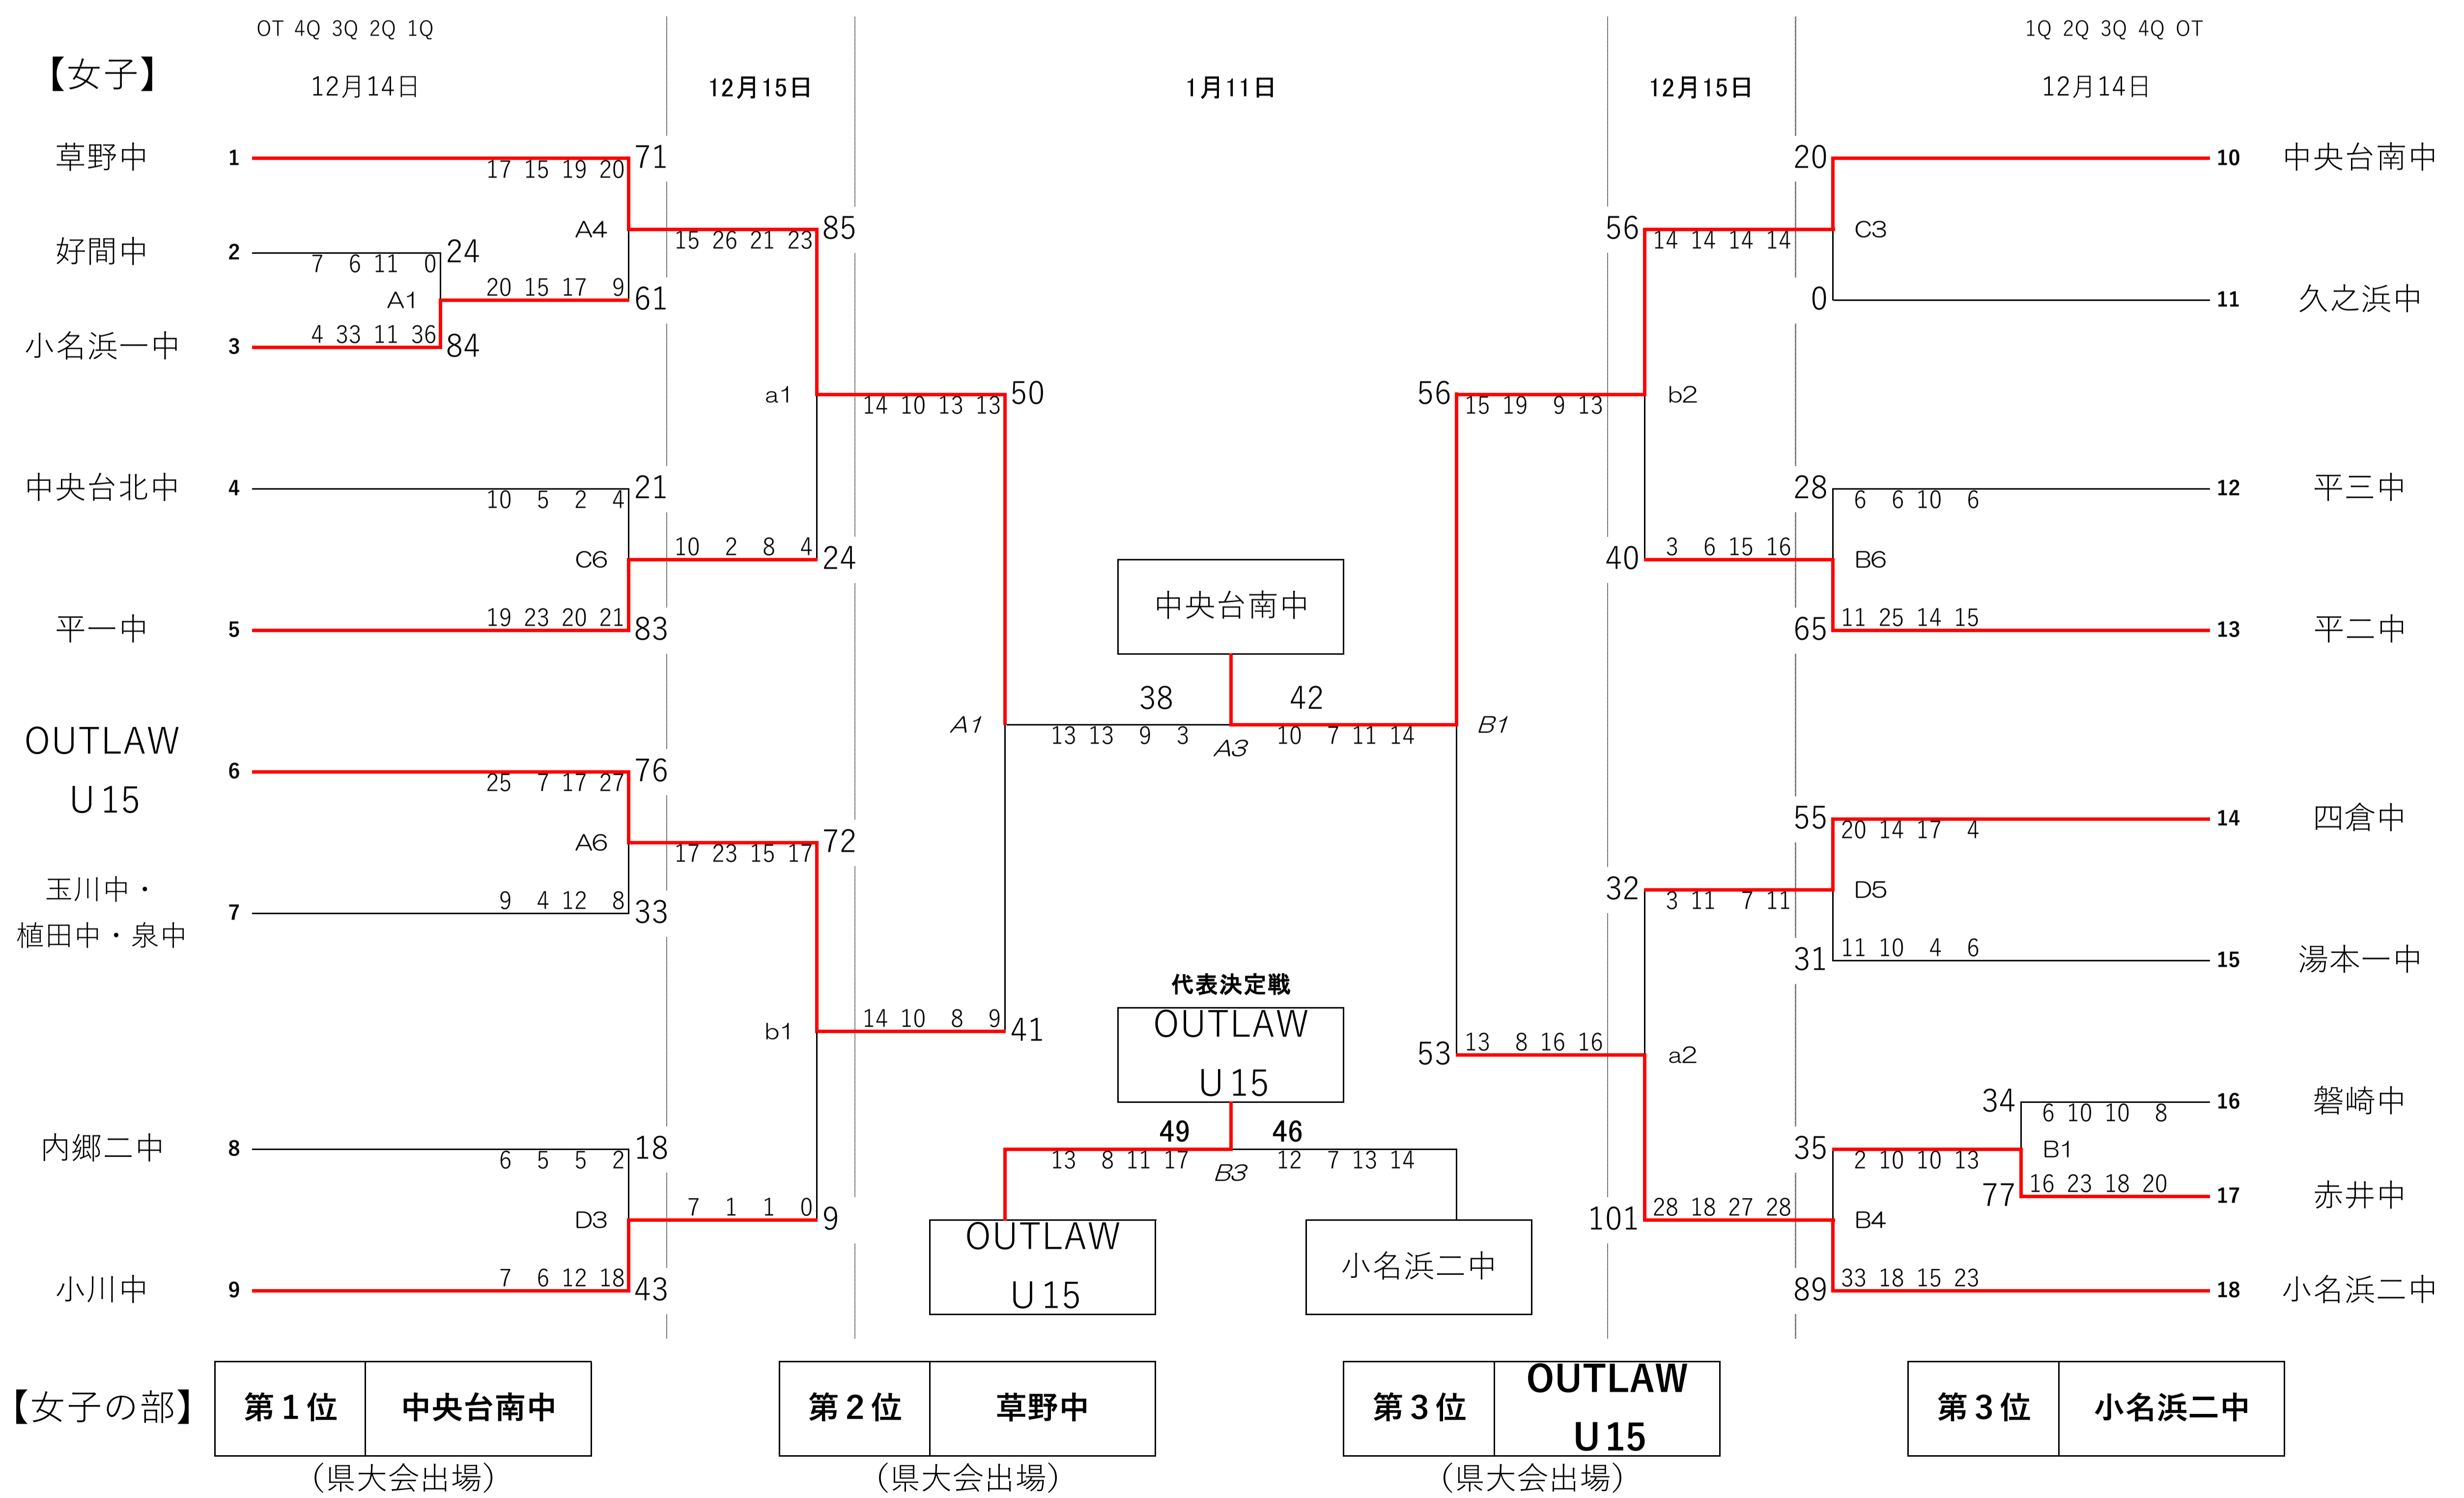 OT 4Q 3Q 2Q 1Q
1Q 2Q 3Q 4Q OT
【女子】
12月14日
12月15日
1月11日
12月15日
12月14日
草野中 1
17 15 19 20 71
A4
好間中 2
7 6 11 0 24
A1
20 15 17 9 61
小名浜一中 3
4 33 11 36 84
15 26 21 23 85
a1
中央台北中 4
10 5 2 4 21
C6
10 2 8 4 24
平一中 5
19 23 20 21 83
14 10 13 13 50
A1
OUTLAW
U15
6
25 7 17 27 76
A6
17 23 15 17 72
玉川中・
植田中・泉中
7
9 4 12 8 33
b1
14 10 8 9 41
内郷二中 8
6 5 5 2 18
D3
7 1 1 0 9
小川中 9
7 6 12 18 43
中央台南中
38 42
13 13 9 3
A3
10 7 11 14
代表決定戦
OUTLAW
U15
49 46
13 8 11 17
B3
12 7 13 14
OUTLAW
U15
小名浜二中
20 10 中央台南中
C3
0 11 久之浜中
56 14 14 14 14
b2
56 15 19 9 13
28 6 6 10 6 12 平三中
B6
40 3 6 15 16
65 11 25 14 15 13 平二中
B1
55 20 14 17 4 14 四倉中
D5
32 3 11 7 11
31 11 10 4 6 15 湯本一中
a2
53 13 8 16 16
34 6 10 10 8 16 磐崎中
B1
35 2 10 10 13
77 16 23 18 20 17 赤井中
B4
101 28 18 27 28
89 33 18 15 23 18 小名浜二中
【女子の部】
第1位 中央台南中
(県大会出場)
第2位 草野中
(県大会出場)
第3位 OUTLAW
U15
(県大会出場)
第3位 小名浜二中